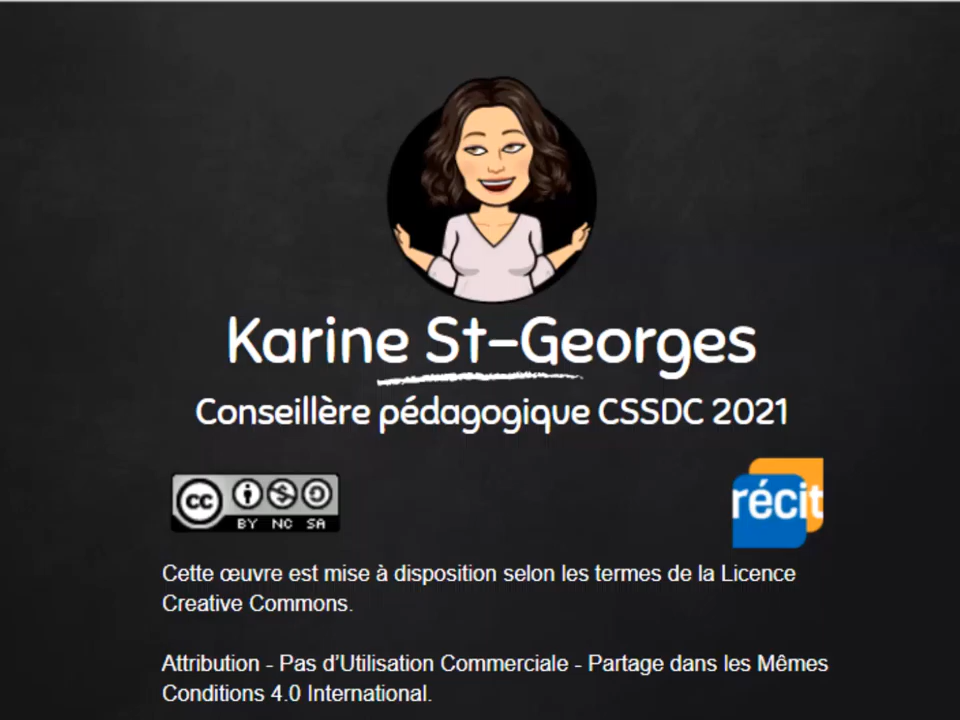 Karine St-Georges
Conseillère pédagogique CSSDC 2021
cc BY NC SA
récit
Cette œuvre est mise à disposition selon les termes de la Licence
Creative Commons.
Attribution - Pas d'Utilisation Commerciale - Partage dans les Mêmes
Conditions 4.0 International.